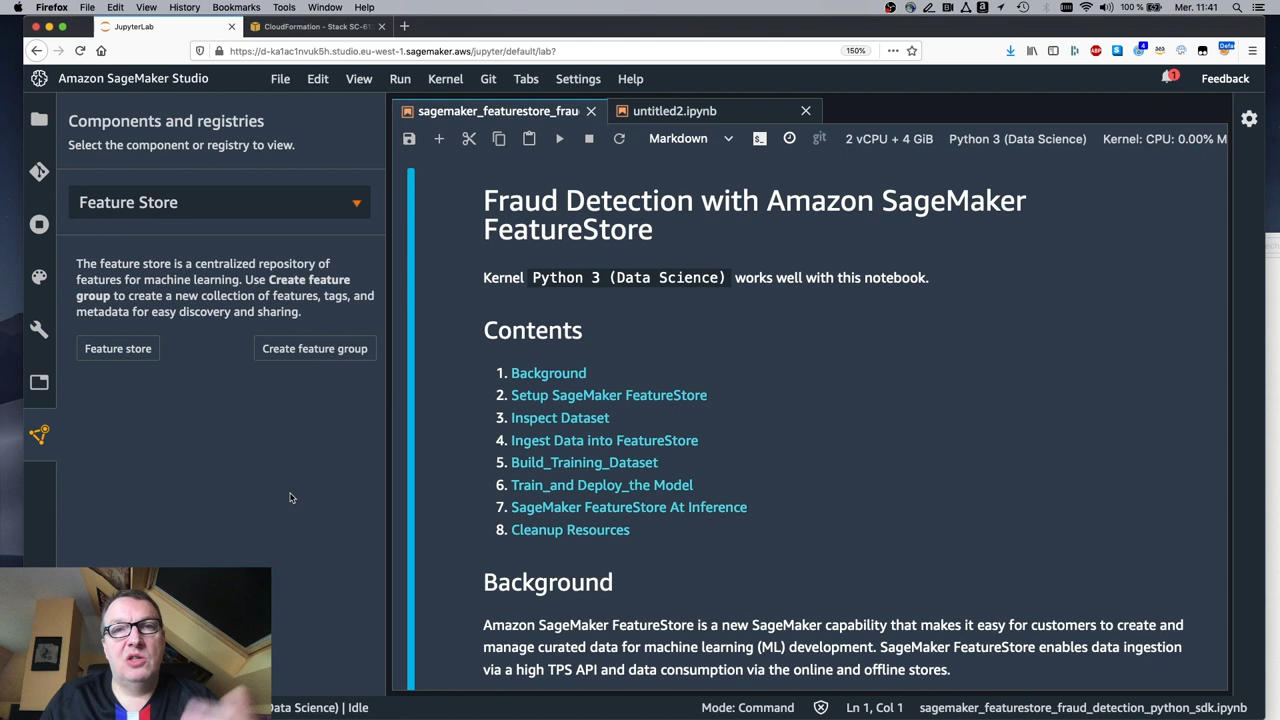 Firefox File Edit View History Bookmarks Tools Window Help
100 % Mer. 11:41
JupyterLab
CloudFormation - Stack SC-61
https://d-ka1ac1nvuk5h.studio.eu-west-1.sagemaker.aws/jupyter/default/lab?
150%
Amazon SageMaker Studio
File Edit View Run Kernel Git Tabs Settings Help
1
Feedback
Components and registries
Select the component or registry to view.
Feature Store
The feature store is a centralized repository of
features for machine learning. Use Create feature
group to create a new collection of features, tags, and
metadata for easy discovery and sharing.
Feature store
Create feature group
sagemaker_featurestore_frau
untitled2.ipynb
Markdown
git
2 vCPU + 4 GiB
Python 3 (Data Science)
Kernel: CPU: 0.00% M
Fraud Detection with Amazon SageMaker
FeatureStore
Kernel Python 3 (Data Science) works well with this notebook.
Contents
1. Background
2. Setup SageMaker FeatureStore
3. Inspect Dataset
4. Ingest Data into FeatureStore
5. Build_Training_Dataset
6. Train_and Deploy_the Model
7. SageMaker FeatureStore At Inference
8. Cleanup Resources
Background
Amazon SageMaker FeatureStore is a new SageMaker capability that makes it easy for customers to create and
manage curated data for machine learning (ML) development. SageMaker FeatureStore enables data ingestion
via a high TPS API and data consumption via the online and offline stores.
Data Science) | Idle
Mode: Command
Ln 1, Col 1
sagemaker_featurestore_fraud_detection_python_sdk.ipynb